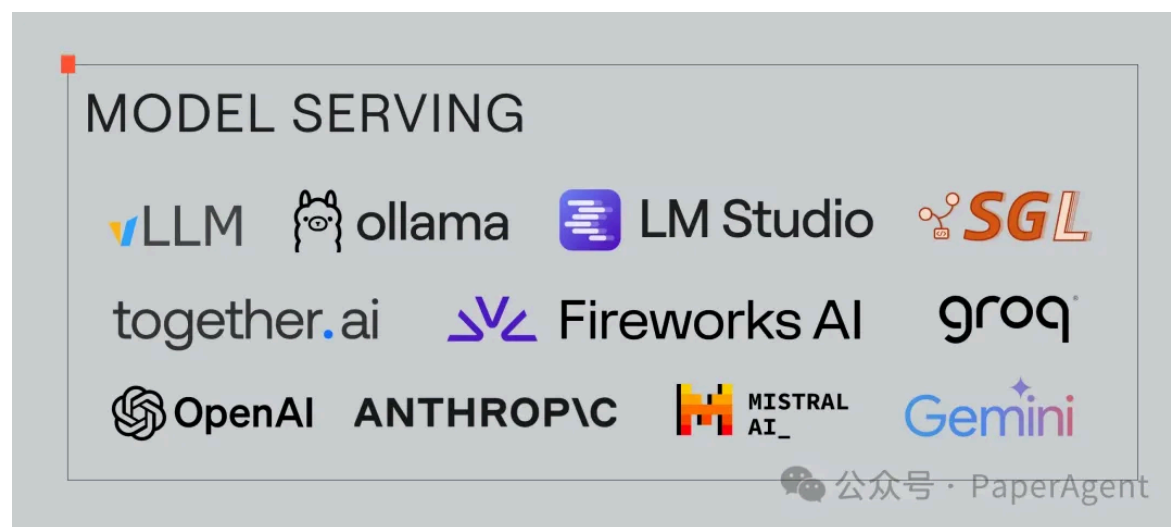 MODEL SERVING
vLLM ollama LM Studio SGL
together.ai Fireworks AI groq
OpenAI ANTHROP\C MISTRAL AI_ Gemini
公众号 · PaperAgent